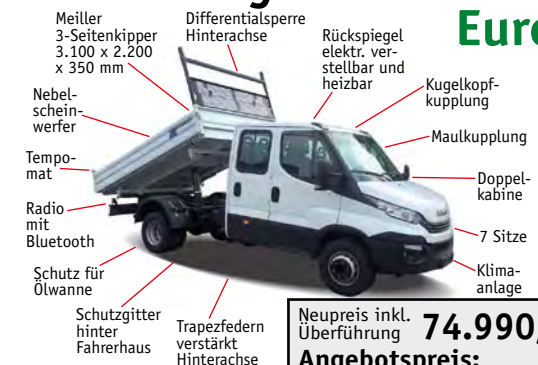 Meiller
3-Seitenkipper
3.100 x 2.200
x 350 mm
Differentialsperre
Hinterachse
Rückspiegel
elektr. ver-
stellbar und
heizbar
Kugelkopf-
kupplung
Nebel-
schein-
werfer
Maulkupplung
Tempo-
mat
Doppel-
kabine
Radio
mit
Bluetooth
7 Sitze
Klima-
anlage
Schutz für
Ölwanne
Schutzgitter
hinter
Fahrerhaus
Trapezfedern
verstärkt
Hinterachse
Neupreis inkl.
Überführung 74.990,
Angebotspreis: